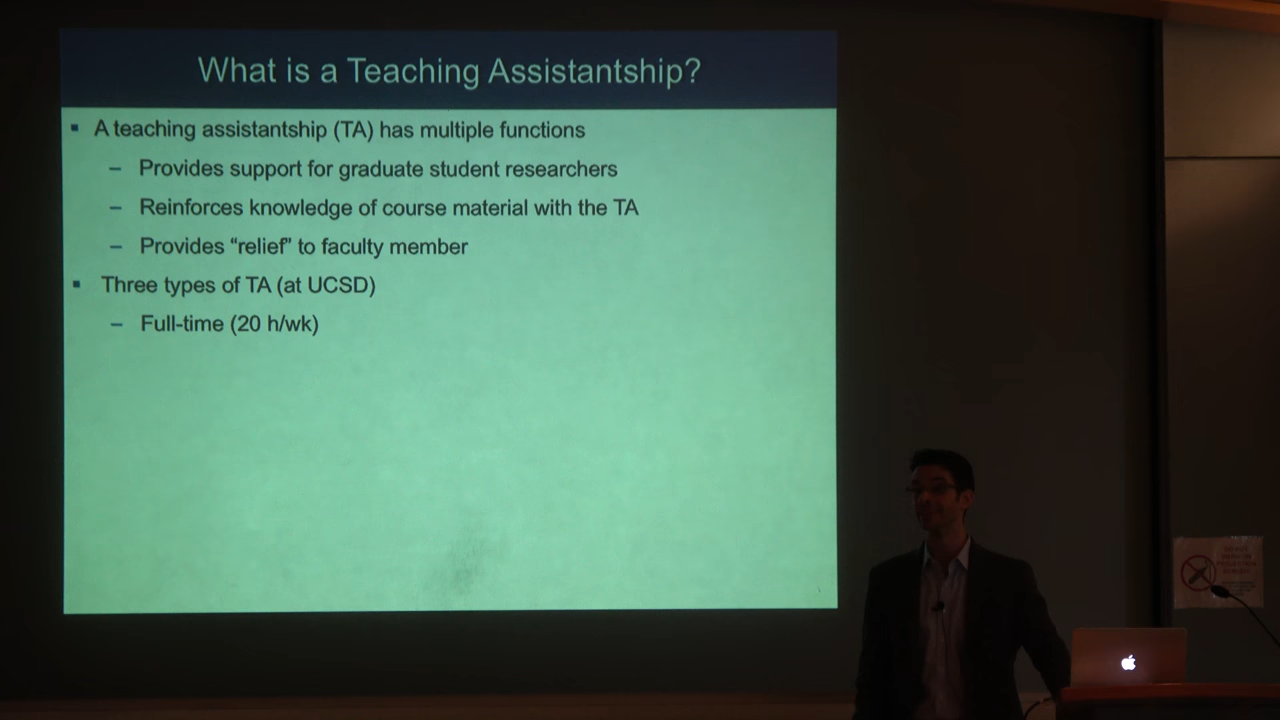 What is a Teaching Assistantship?
▪ A teaching assistantship (TA) has multiple functions
– Provides support for graduate student researchers
– Reinforces knowledge of course material with the TA
– Provides “relief” to faculty member
▪ Three types of TA (at UCSD)
– Full-time (20 h/wk)